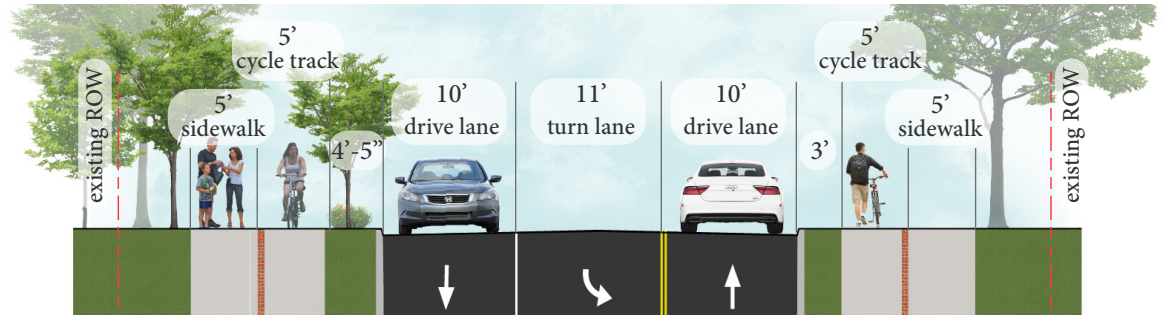 existing ROW
5’
sidewalk
5’
cycle track
4’-5”
10’
drive lane
11’
turn lane
10’
drive lane
3’
5’
cycle track
5’
sidewalk
existing ROW